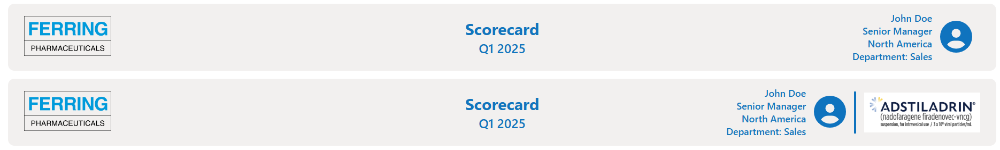 FERRING
PHARMACEUTICALS
Scorecard
Q1 2025
John Doe
Senior Manager
North America
Department: Sales
FERRING
PHARMACEUTICALS
Scorecard
Q1 2025
John Doe
Senior Manager
North America
Department: Sales
ADSTILADRIN®
(nadofaragene firadenovec-vncg)
suspension, for intravesical use / 3 x 10¹¹ viral particles/mL